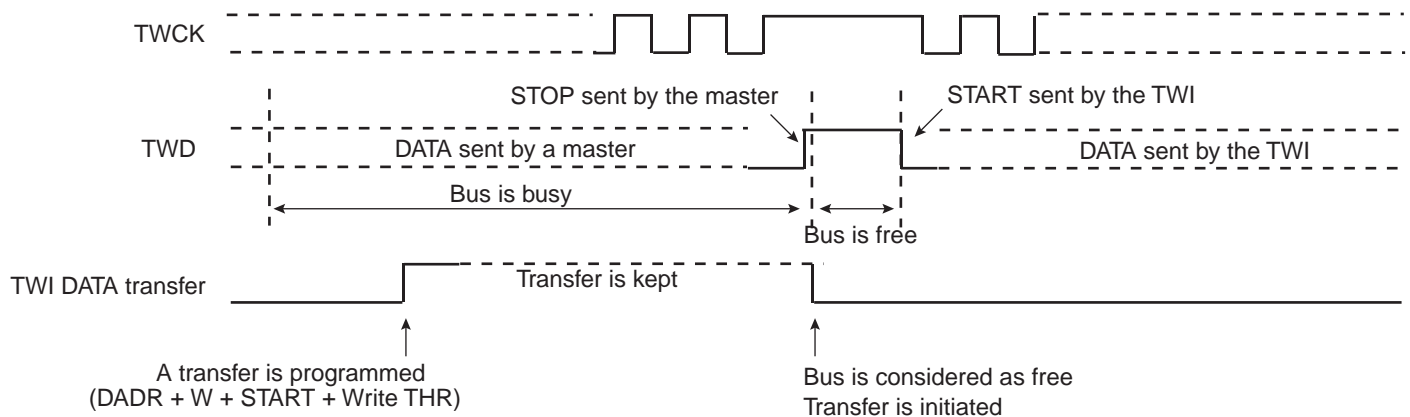 TWCK
STOP sent by the master
START sent by the TWI
TWD
DATA sent by a master
DATA sent by the TWI
Bus is busy
Bus is free
TWI DATA transfer
Transfer is kept
A transfer is programmed
(DADR + W + START + Write THR)
Bus is considered as free
Transfer is initiated